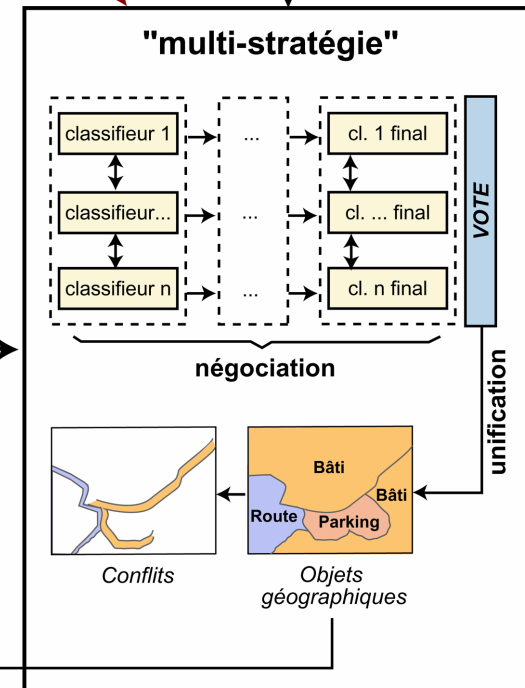 "multi-stratégie"
classifieur 1
...
cl. 1 final
classifieur...
...
cl. ... final
classifieur n
...
cl. n final
VOTE
négociation
unification
Bâti
Bâti
Route
Parking
Conflits
Objets
géographiques